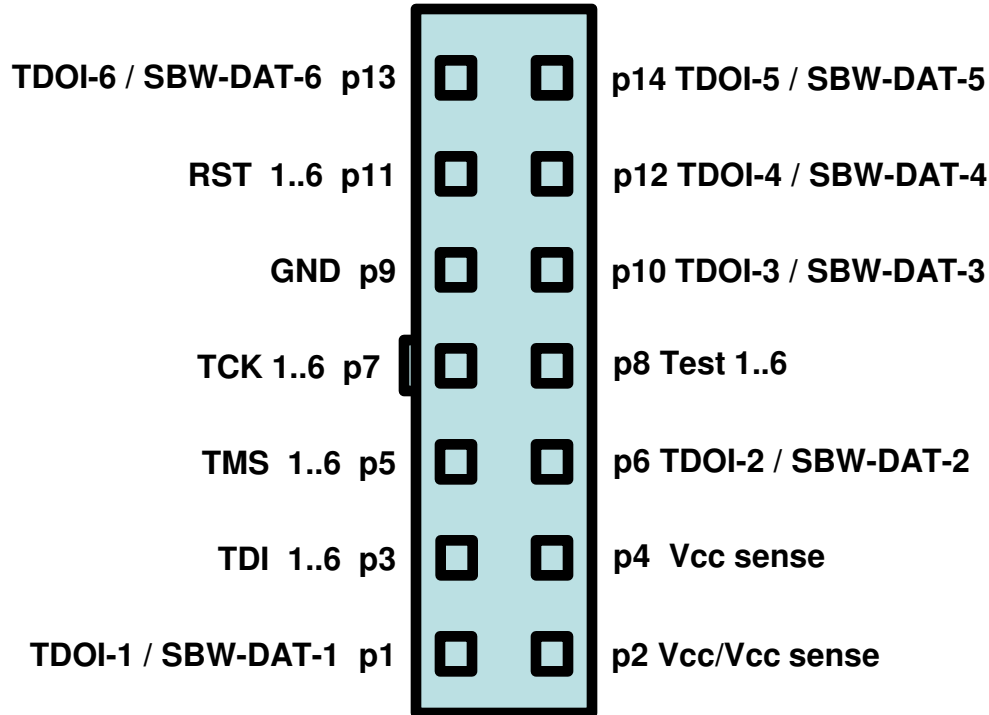 TDOI-6 / SBW-DAT-6 p13
p14 TDOI-5 / SBW-DAT-5
RST 1..6 p11
p12 TDOI-4 / SBW-DAT-4
GND p9
p10 TDOI-3 / SBW-DAT-3
TCK 1..6 p7
p8 Test 1..6
TMS 1..6 p5
p6 TDOI-2 / SBW-DAT-2
TDI 1..6 p3
p4 Vcc sense
TDOI-1 / SBW-DAT-1 p1
p2 Vcc/Vcc sense